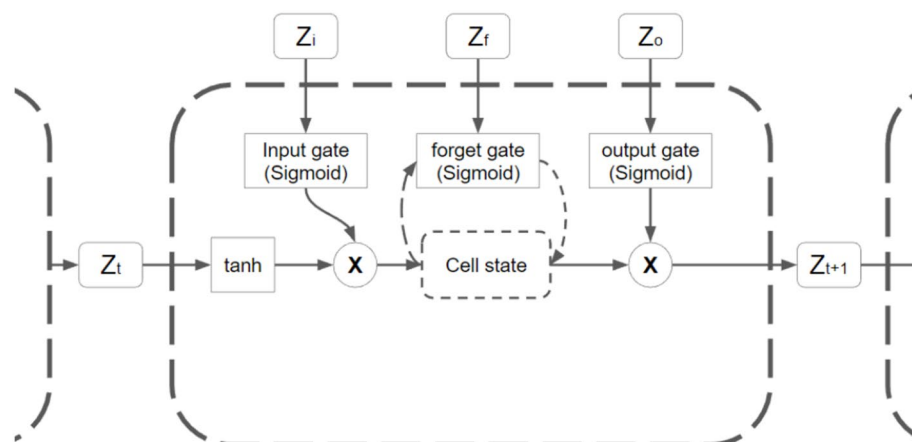 Zi
Zf
Zo
Input gate
(Sigmoid)
forget gate
(Sigmoid)
output gate
(Sigmoid)
Zt
tanh
X
Cell state
X
Zt+1